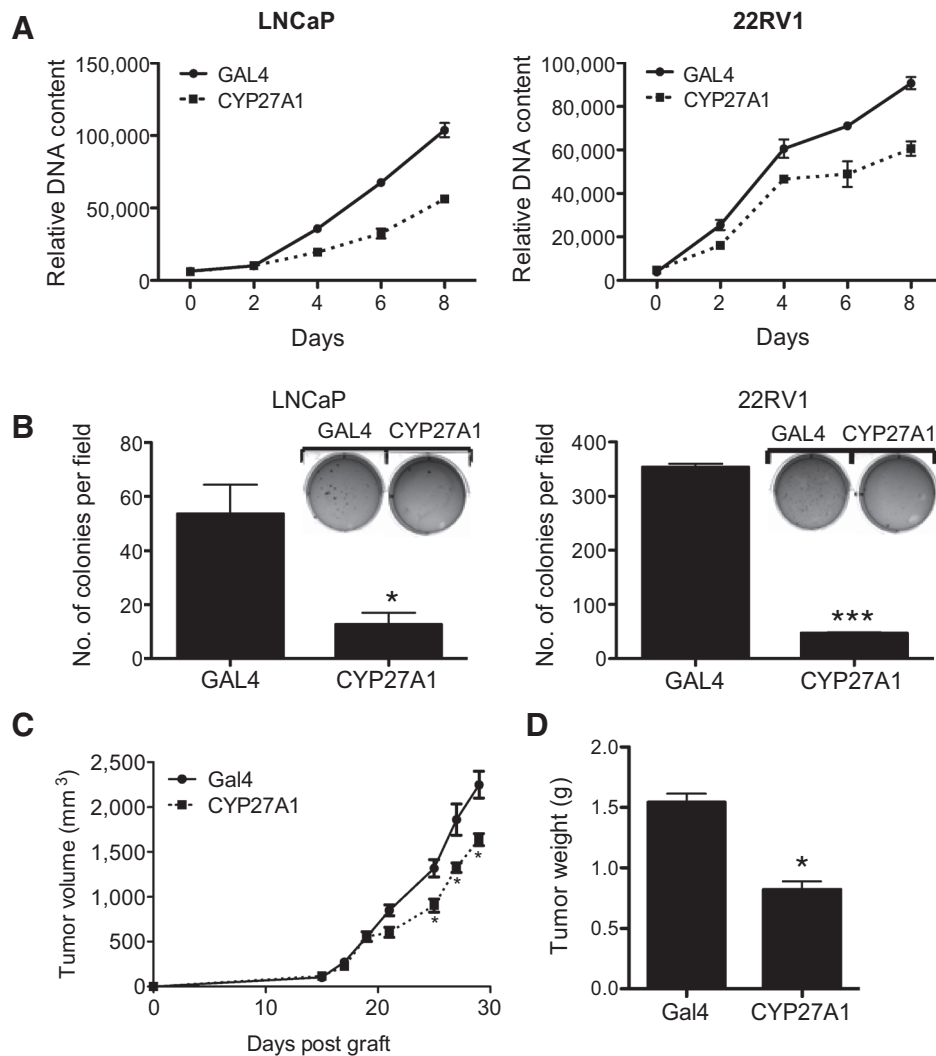 A
LNCaP
Relative DNA content
150,000
100,000
50,000
0
GAL4
CYP27A1
0 2 4 6 8
Days
22RV1
Relative DNA content
100,000
80,000
60,000
40,000
20,000
0
GAL4
CYP27A1
0 2 4 6 8
Days
B
LNCaP
No. of colonies per field
80
60
40
20
0
GAL4 CYP27A1
*
GAL4 CYP27A1
22RV1
No. of colonies per field
400
300
200
100
0
GAL4 CYP27A1
***
GAL4 CYP27A1
C
Tumor volume (mm³)
2,500
2,000
1,500
1,000
500
0
Gal4
CYP27A1
*
*
*
0 10 20 30
Days post graft
D
Tumor weight (g)
2.0
1.5
1.0
0.5
0.0
*
Gal4 CYP27A1